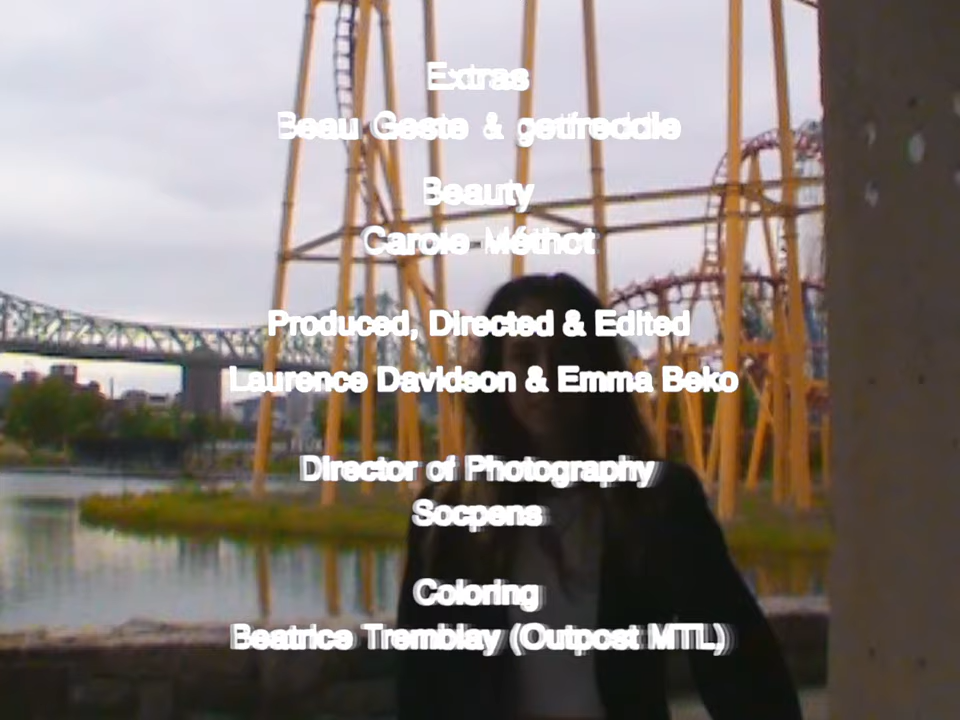 Extras
Beau Geste & getfreddie
Beauty
Carole Méthot
Produced, Directed & Edited
Laurence Davidson & Emma Beko
Director of Photography
Socpens
Coloring
Beatrice Tremblay (Outpost MTL)